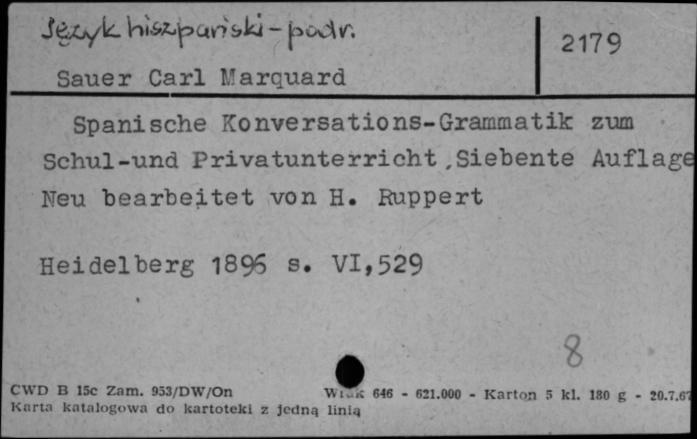 Język hiszpański - podr.
2179
Sauer Carl Marquard
Spanische Konversations-Grammatik zum
Schul-und Privatunterricht,Siebente Auflage
Neu bearbeitet von H. Ruppert
Heidelberg 1896 s. VI,529
8
CWD B 15c Zam. 953/DW/On 646 - 621.000 - Karton 5 kl. 180 g - 20.7.67
Karta katalogowa do kartoteki z jedną linią